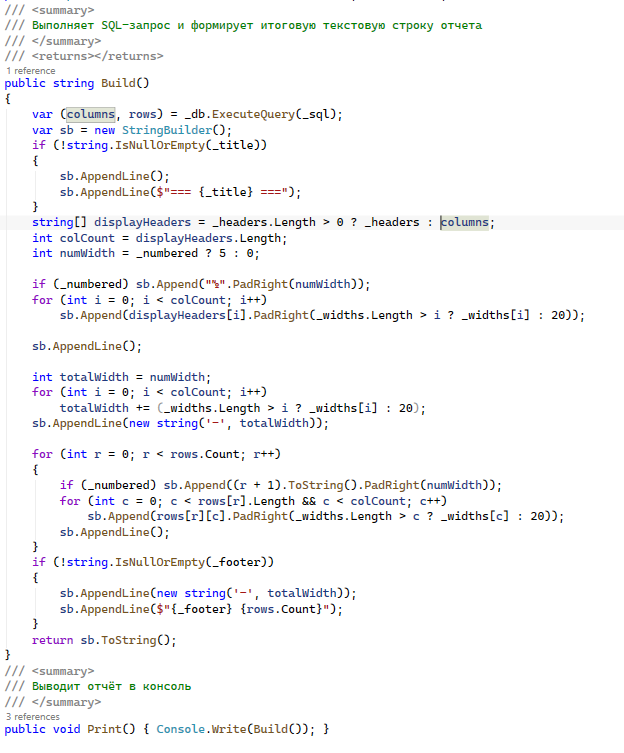 /// <summary>
/// Выполняет SQL-запрос и формирует итоговую текстовую строку отчета
/// </summary>
/// <returns></returns>
1 reference
public string Build()
{
    var (columns, rows) = _db.ExecuteQuery(_sql);
    var sb = new StringBuilder();
    if (!string.IsNullOrEmpty(_title))
    {
        sb.AppendLine();
        sb.AppendLine($"=== {_title} ===");
    }
    string[] displayHeaders = _headers.Length > 0 ? _headers : columns;
    int colCount = displayHeaders.Length;
    int numWidth = _numbered ? 5 : 0;
    if (_numbered) sb.Append("№".PadRight(numWidth));
    for (int i = 0; i < colCount; i++)
        sb.Append(displayHeaders[i].PadRight(_widths.Length > i ? _widths[i] : 20));
    sb.AppendLine();
    int totalWidth = numWidth;
    for (int i = 0; i < colCount; i++)
        totalWidth += (_widths.Length > i ? _widths[i] : 20);
    sb.AppendLine(new string('-', totalWidth));
    for (int r = 0; r < rows.Count; r++)
    {
        if (_numbered) sb.Append((r + 1).ToString().PadRight(numWidth));
        for (int c = 0; c < rows[r].Length && c < colCount; c++)
            sb.Append(rows[r][c].PadRight(_widths.Length > c ? _widths[c] : 20));
        sb.AppendLine();
    }
    if (!string.IsNullOrEmpty(_footer))
    {
        sb.AppendLine(new string('-', totalWidth));
        sb.AppendLine($"{_footer} {rows.Count}");
    }
    return sb.ToString();
}
/// <summary>
/// Выводит отчёт в консоль
/// </summary>
3 references
public void Print() { Console.Write(Build()); }